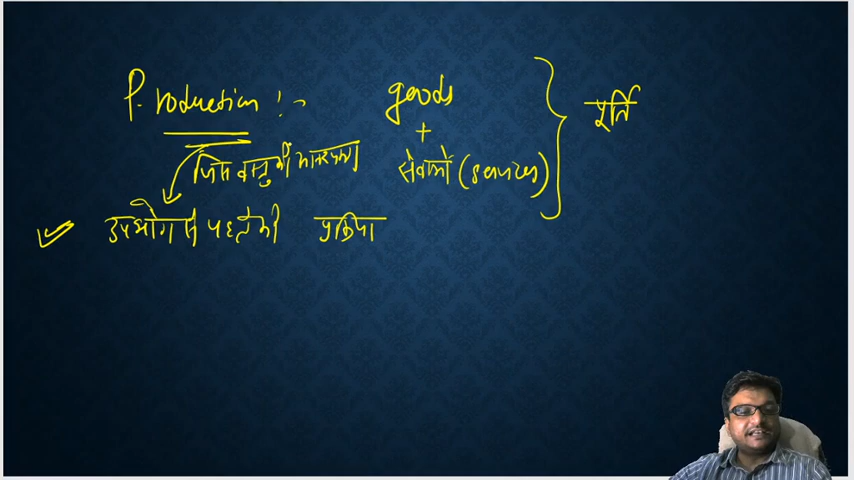 Production :- goods
+
जिस वस्तु की सेवाओं (services)
पूर्ति
उपभोग से पहले की प्रक्रिया